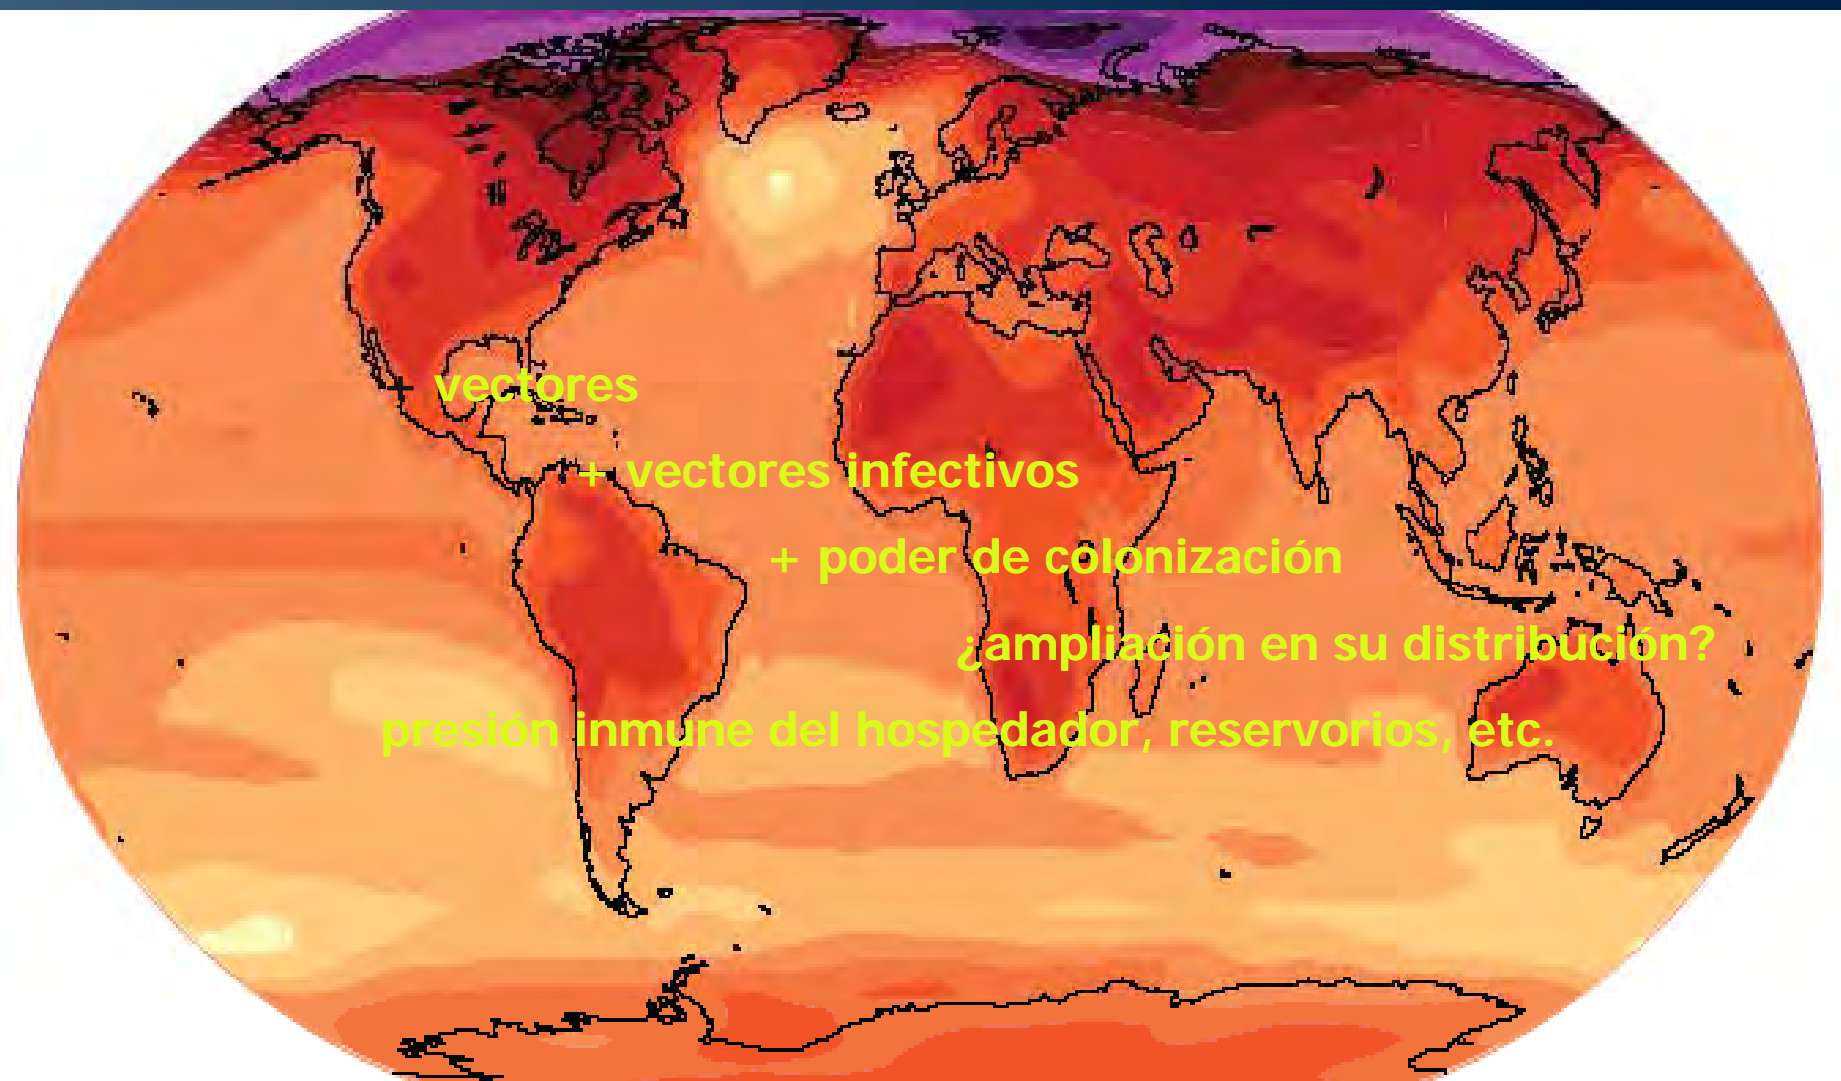 + vectores
+ vectores infectivos
+ poder de colonización
¿ampliación en su distribución?
presión inmune del hospedador, reservorios, etc.